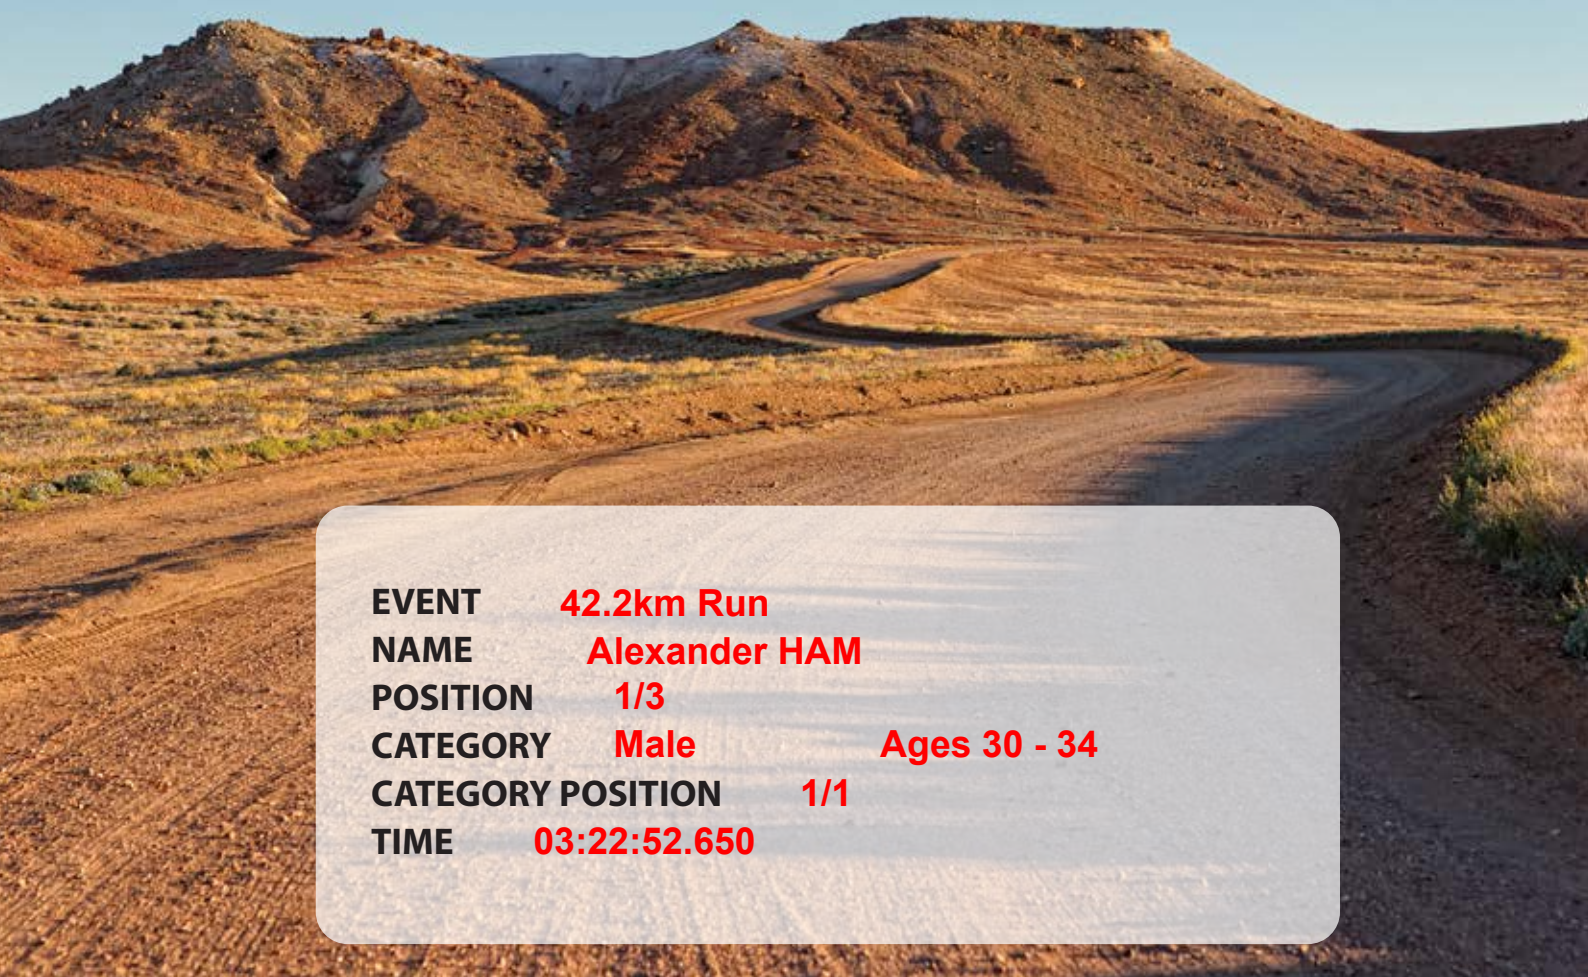 EVENT 42.2km Run
NAME Alexander HAM
POSITION 1/3
CATEGORY Male Ages 30 - 34
CATEGORY POSITION 1/1
TIME 03:22:52.650